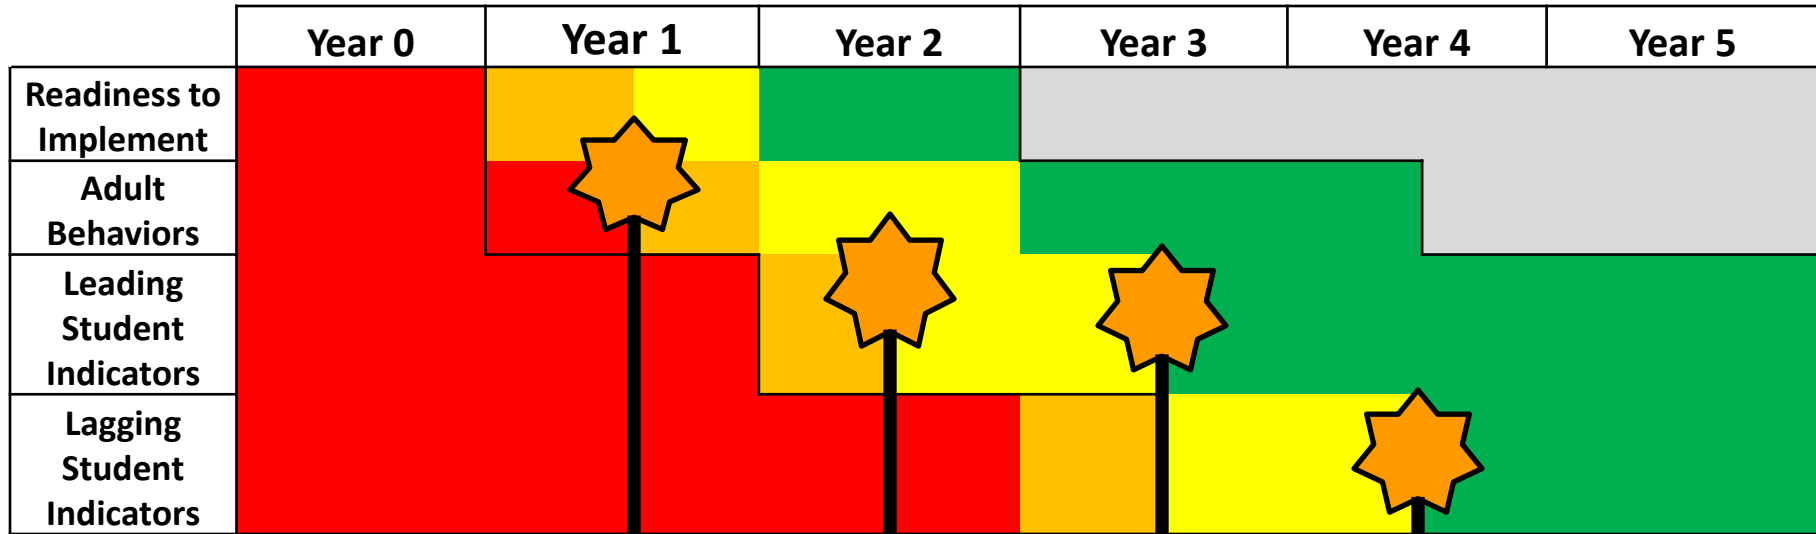 Year 0
Year 1
Year 2
Year 3
Year 4
Year 5
Readiness to
Implement
Adult
Behaviors
Leading
Student
Indicators
Lagging
Student
Indicators